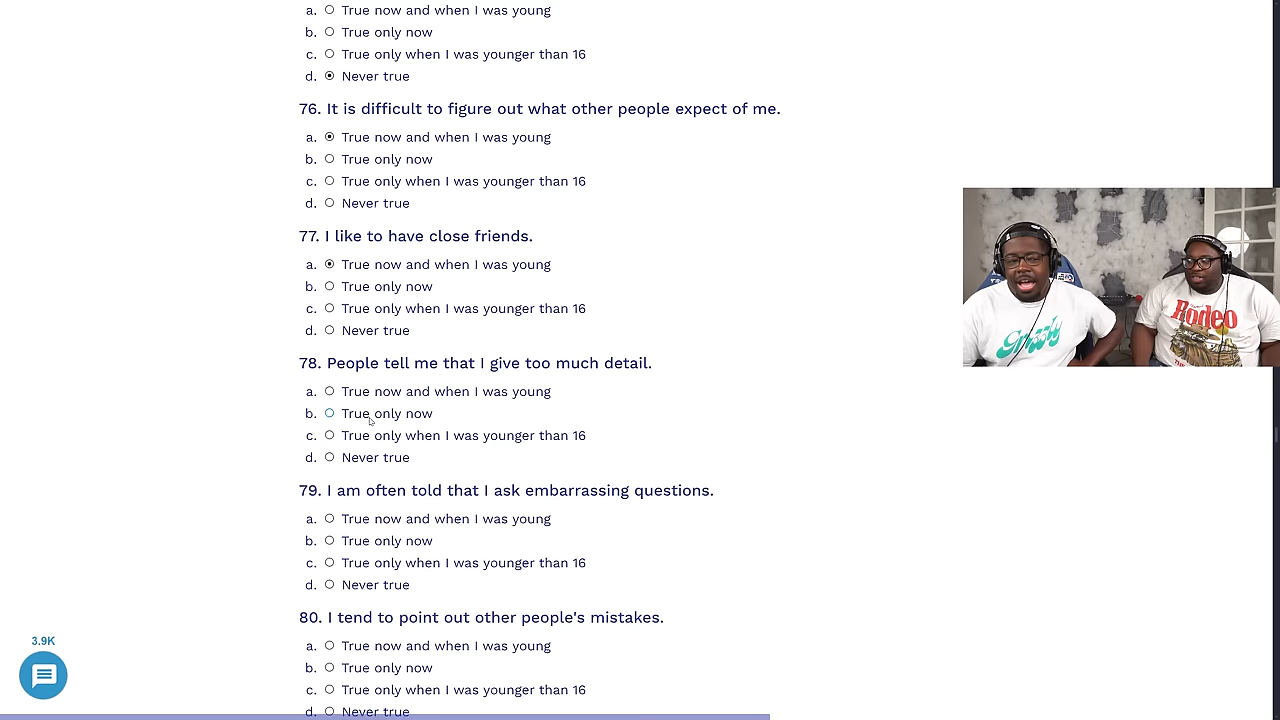 a. True now and when I was young
b. True only now
c. True only when I was younger than 16
d. Never true
76. It is difficult to figure out what other people expect of me.
a. True now and when I was young
b. True only now
c. True only when I was younger than 16
d. Never true
77. I like to have close friends.
a. True now and when I was young
b. True only now
c. True only when I was younger than 16
d. Never true
78. People tell me that I give too much detail.
a. True now and when I was young
b. True only now
c. True only when I was younger than 16
d. Never true
79. I am often told that I ask embarrassing questions.
a. True now and when I was young
b. True only now
c. True only when I was younger than 16
d. Never true
80. I tend to point out other people's mistakes.
a. True now and when I was young
b. True only now
c. True only when I was younger than 16
d. Never true
3.9K
Grizzly
Rodeo